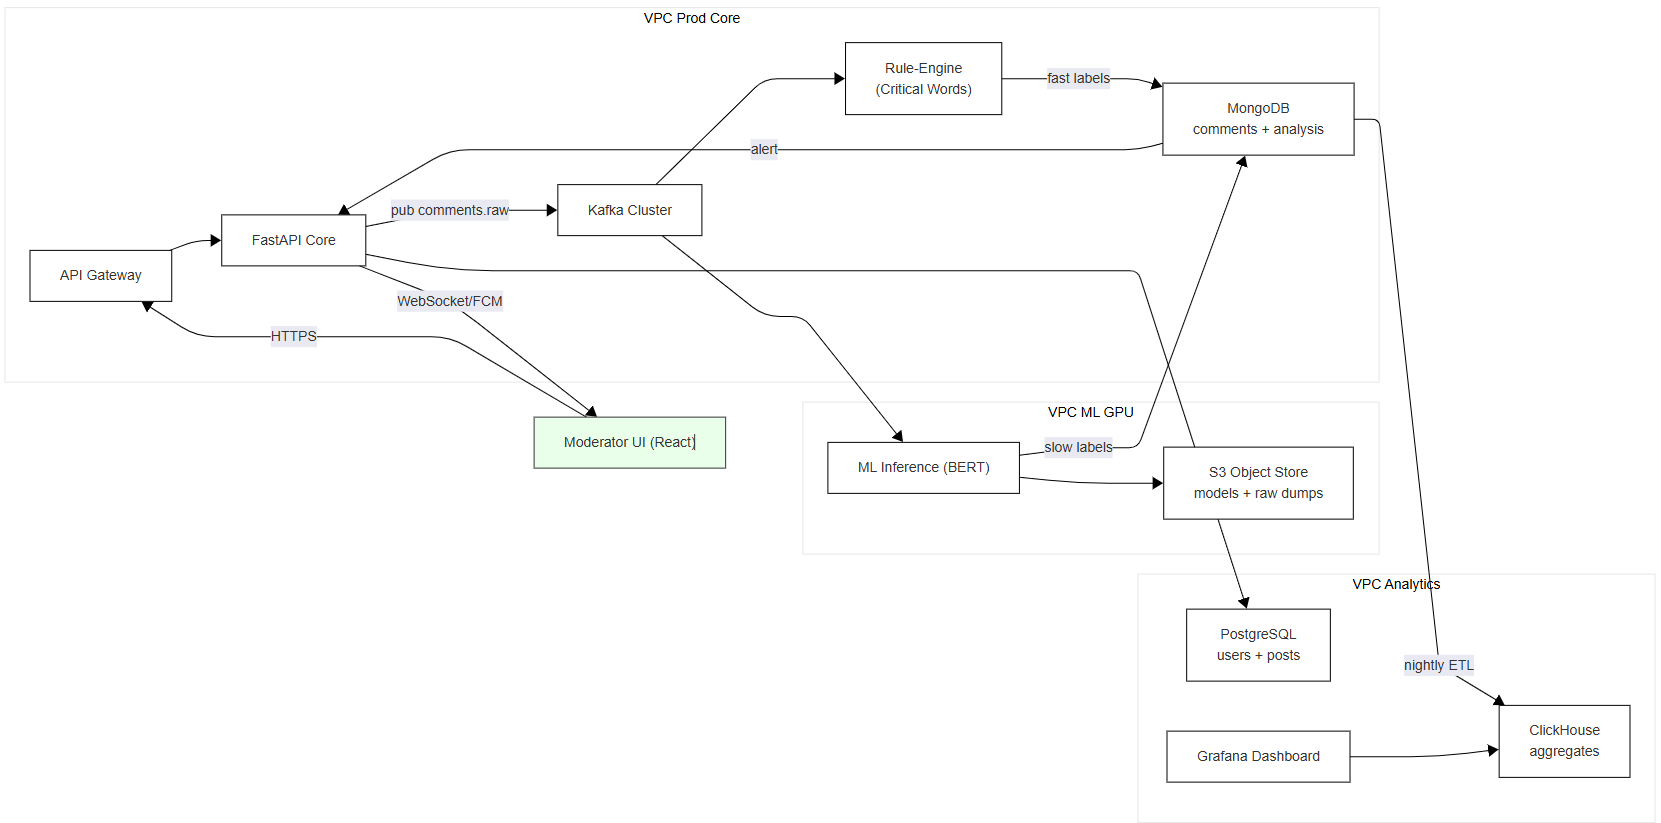 VPC Prod Core
Rule-Engine
(Critical Words)
fast labels
MongoDB
comments + analysis
alert
pub comments.raw
Kafka Cluster
FastAPI Core
API Gateway
WebSocket/FCM
HTTPS
Moderator UI (React)
VPC ML GPU
ML Inference (BERT)
slow labels
S3 Object Store
models + raw dumps
VPC Analytics
PostgreSQL
users + posts
nightly ETL
ClickHouse
aggregates
Grafana Dashboard